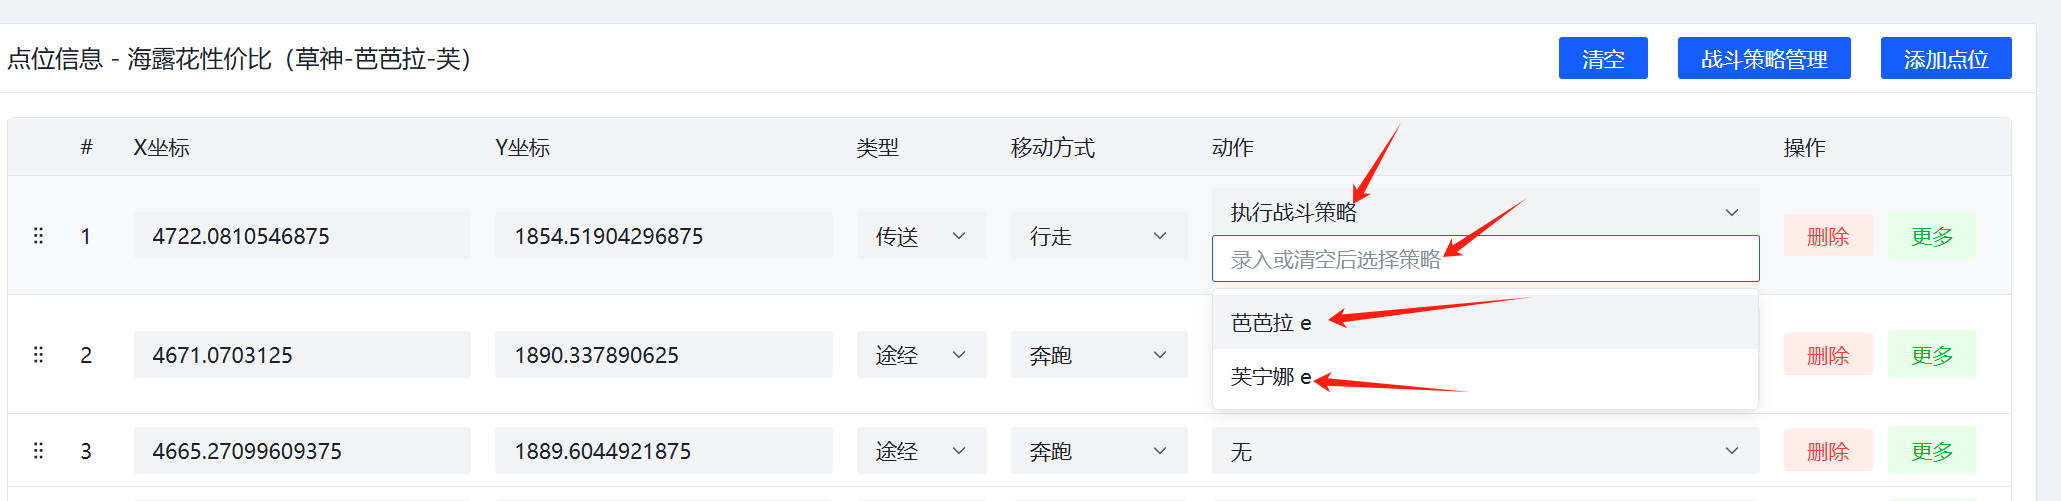 点位信息 - 海露花性价比（草神-芭芭拉-芙）
清空 战斗策略管理 添加点位
# X坐标 Y坐标 类型 移动方式 动作 操作
1 4722.0810546875 1854.51904296875 传送 行走 执行战斗策略 删除 更多
录入或清空后选择策略
芭芭拉 e
2 4671.0703125 1890.337890625 途经 奔跑 删除 更多
芙宁娜 e
3 4665.27099609375 1889.6044921875 途经 奔跑 无 删除 更多